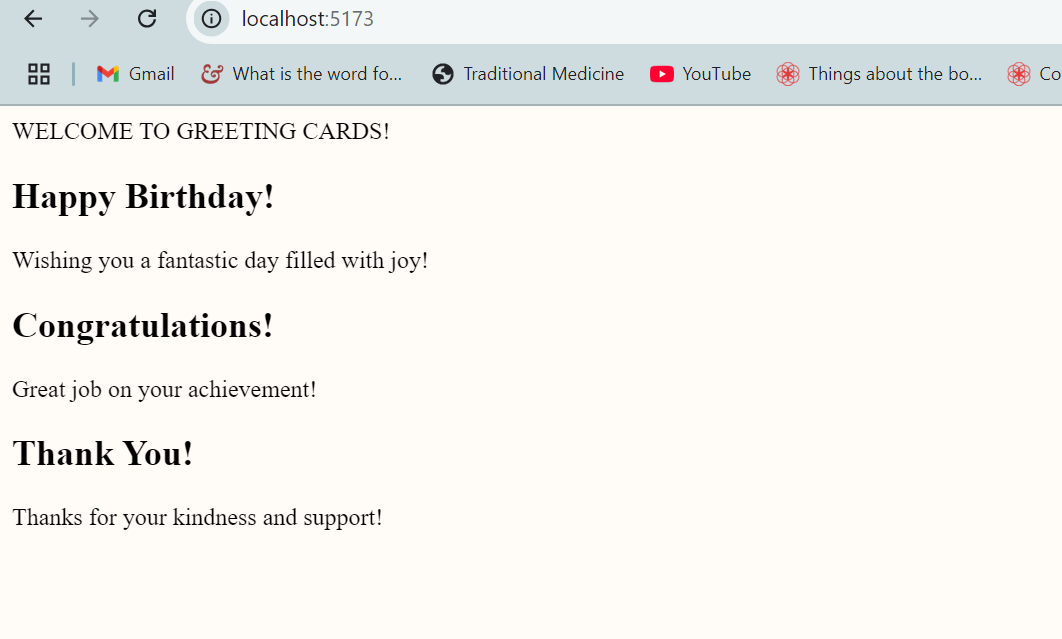 localhost:5173
Gmail What is the word fo... Traditional Medicine YouTube Things about the bo... Co
WELCOME TO GREETING CARDS!
Happy Birthday!
Wishing you a fantastic day filled with joy!
Congratulations!
Great job on your achievement!
Thank You!
Thanks for your kindness and support!